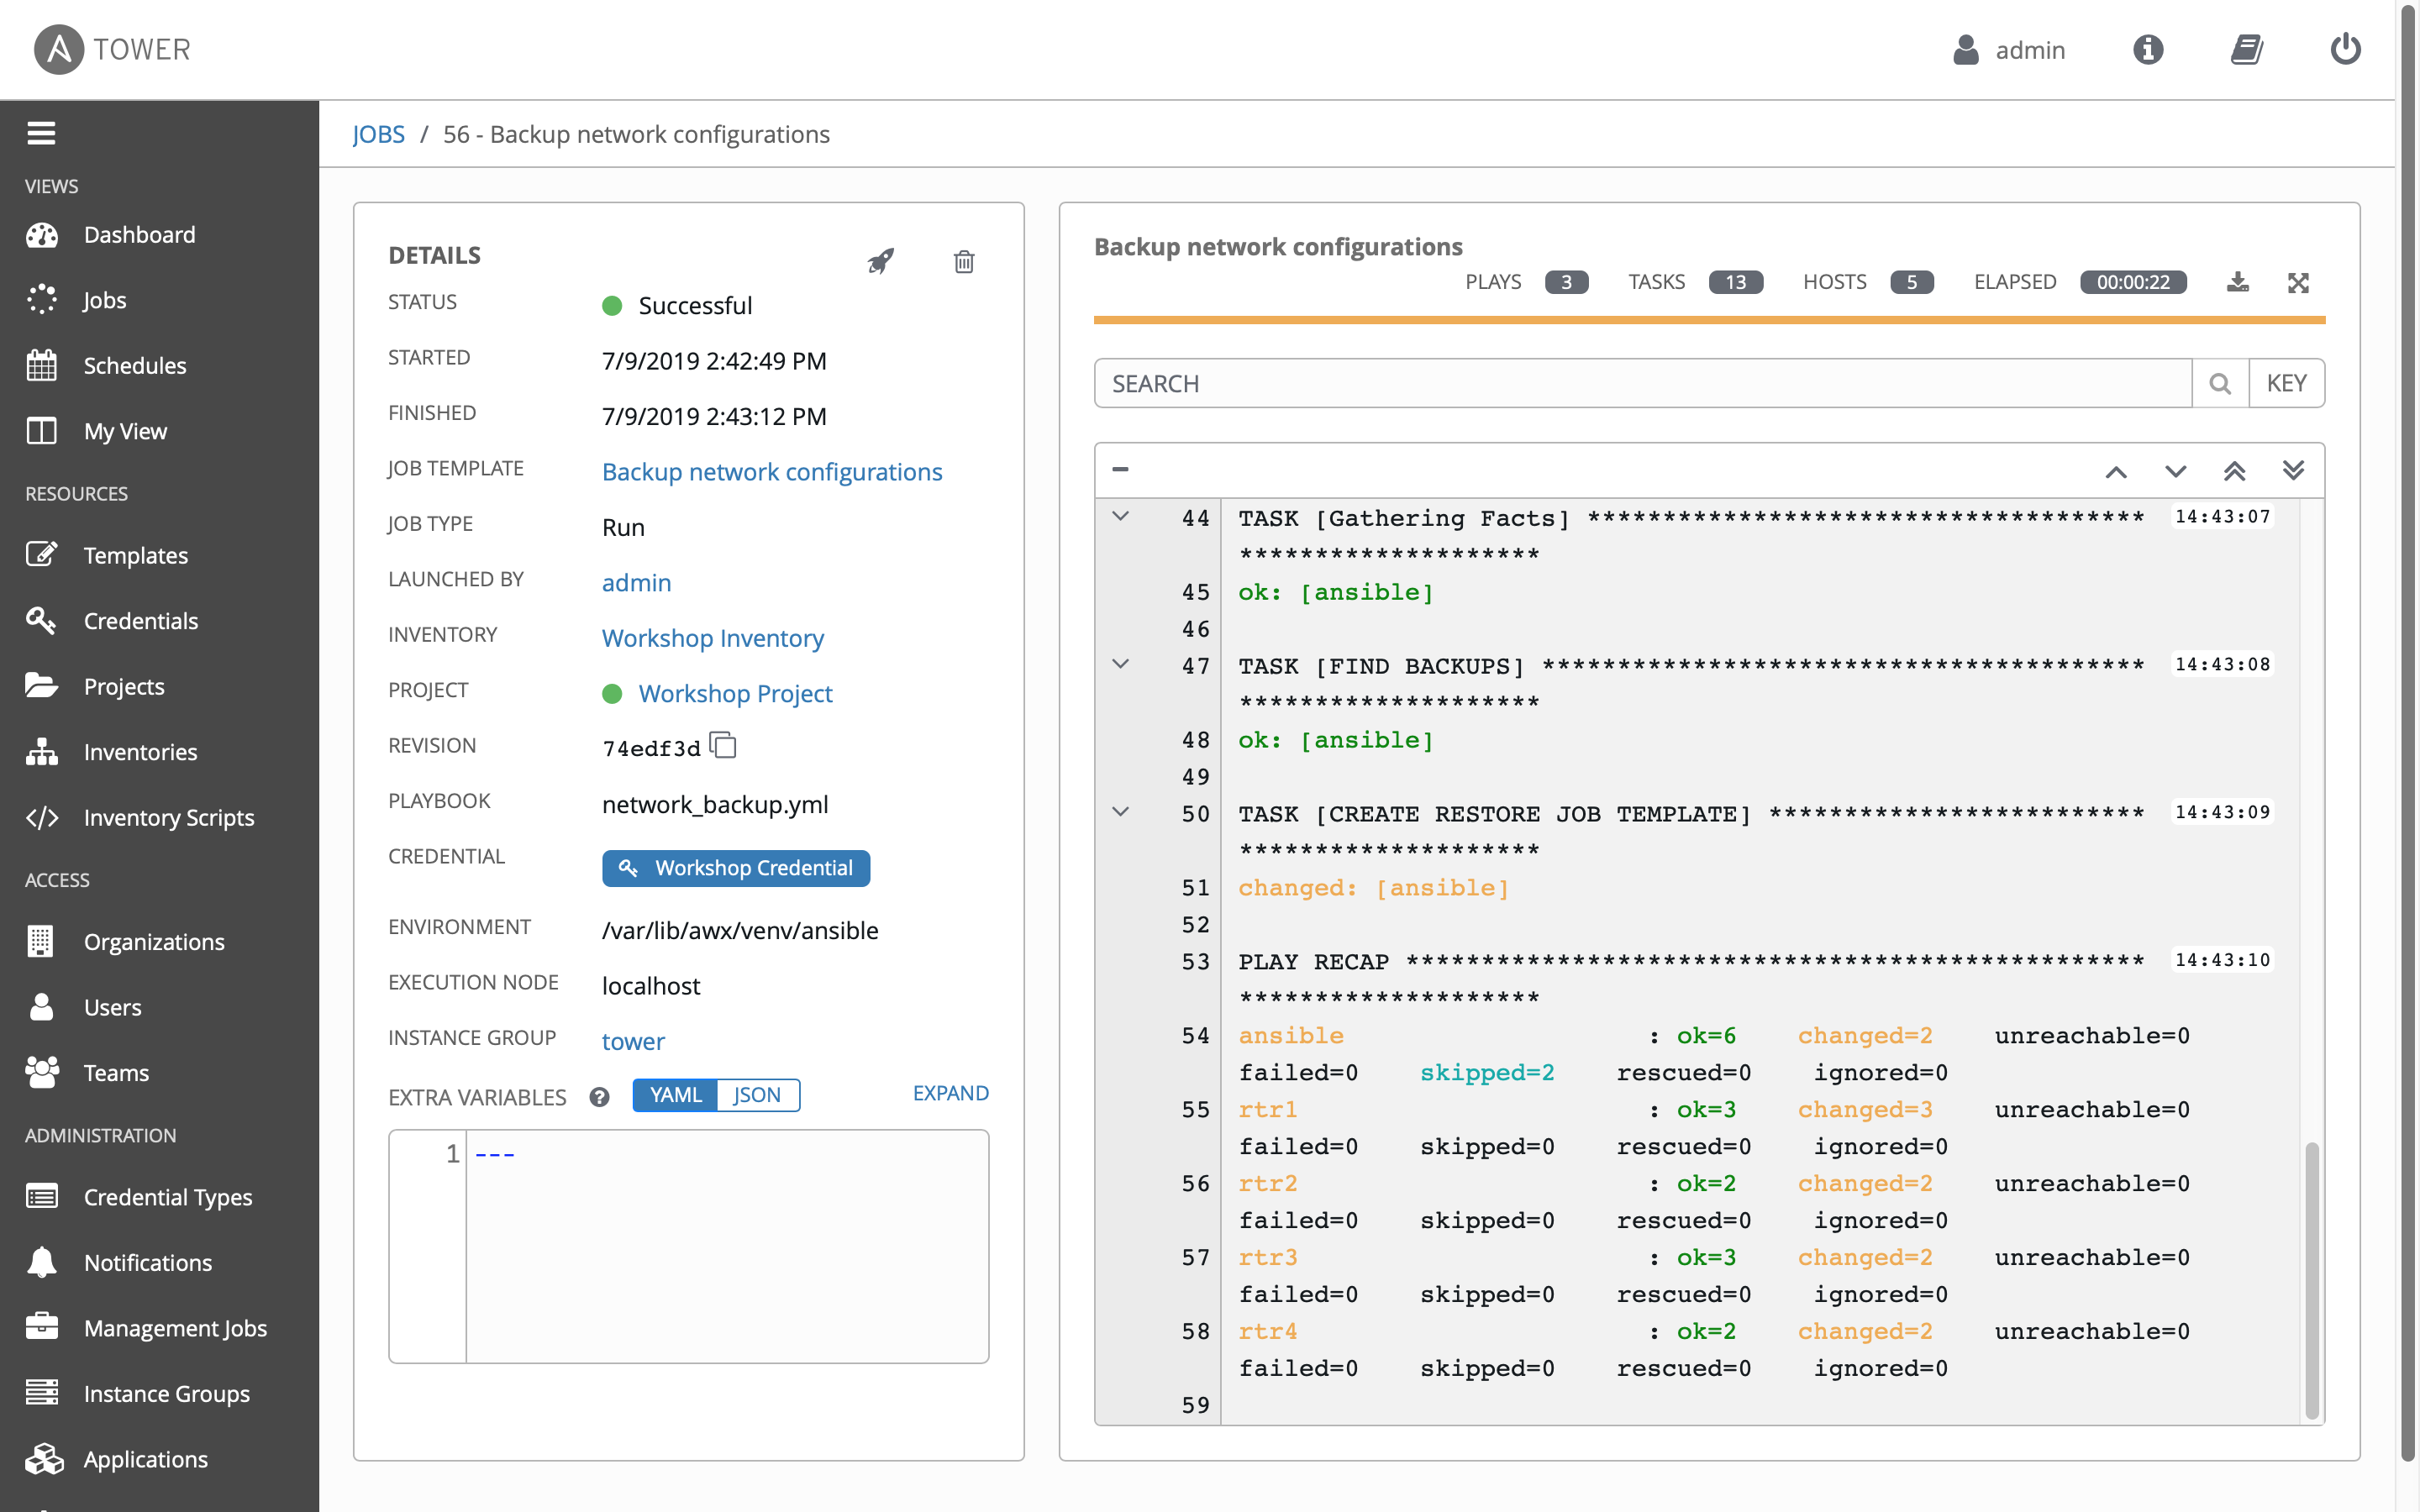 TOWER
admin
VIEWS
Dashboard
Jobs
Schedules
My View
RESOURCES
Templates
Credentials
Projects
Inventories
Inventory Scripts
ACCESS
Organizations
Users
Teams
ADMINISTRATION
Credential Types
Notifications
Management Jobs
Instance Groups
Applications
JOBS / 56 - Backup network configurations
DETAILS
STATUS Successful
STARTED 7/9/2019 2:42:49 PM
FINISHED 7/9/2019 2:43:12 PM
JOB TEMPLATE Backup network configurations
JOB TYPE Run
LAUNCHED BY admin
INVENTORY Workshop Inventory
PROJECT Workshop Project
REVISION 74edf3d
PLAYBOOK network_backup.yml
CREDENTIAL Workshop Credential
ENVIRONMENT /var/lib/awx/venv/ansible
EXECUTION NODE localhost
INSTANCE GROUP tower
EXTRA VARIABLES ? YAML JSON EXPAND
1 ---
Backup network configurations
PLAYS 3 TASKS 13 HOSTS 5 ELAPSED 00:00:22
SEARCH KEY
44 TASK [Gathering Facts] ************************************* 14:43:07
********************
45 ok: [ansible]
46
47 TASK [FIND BACKUPS] **************************************** 14:43:08
********************
48 ok: [ansible]
49
50 TASK [CREATE RESTORE JOB TEMPLATE] ************************* 14:43:09
********************
51 changed: [ansible]
52
53 PLAY RECAP ************************************************* 14:43:10
********************
54 ansible : ok=6 changed=2 unreachable=0
failed=0 skipped=2 rescued=0 ignored=0
55 rtr1 : ok=3 changed=3 unreachable=0
failed=0 skipped=0 rescued=0 ignored=0
56 rtr2 : ok=2 changed=2 unreachable=0
failed=0 skipped=0 rescued=0 ignored=0
57 rtr3 : ok=3 changed=2 unreachable=0
failed=0 skipped=0 rescued=0 ignored=0
58 rtr4 : ok=2 changed=2 unreachable=0
failed=0 skipped=0 rescued=0 ignored=0
59